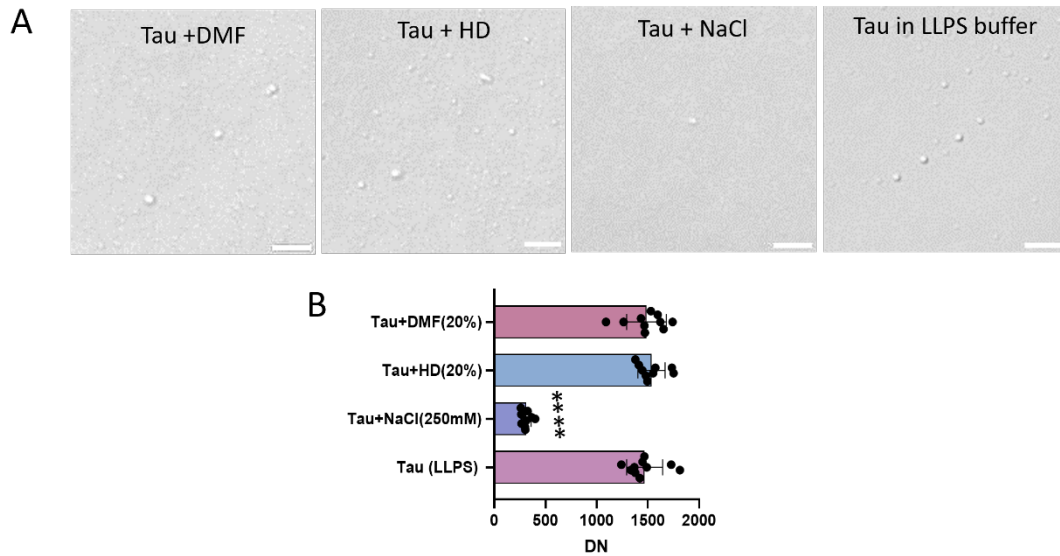 A
Tau +DMF
Tau + HD
Tau + NaCl
Tau in LLPS buffer
B
Tau+DMF(20%)
Tau+HD(20%)
Tau+NaCl(250mM)
****
Tau (LLPS)
0 500 1000 1500 2000
DN